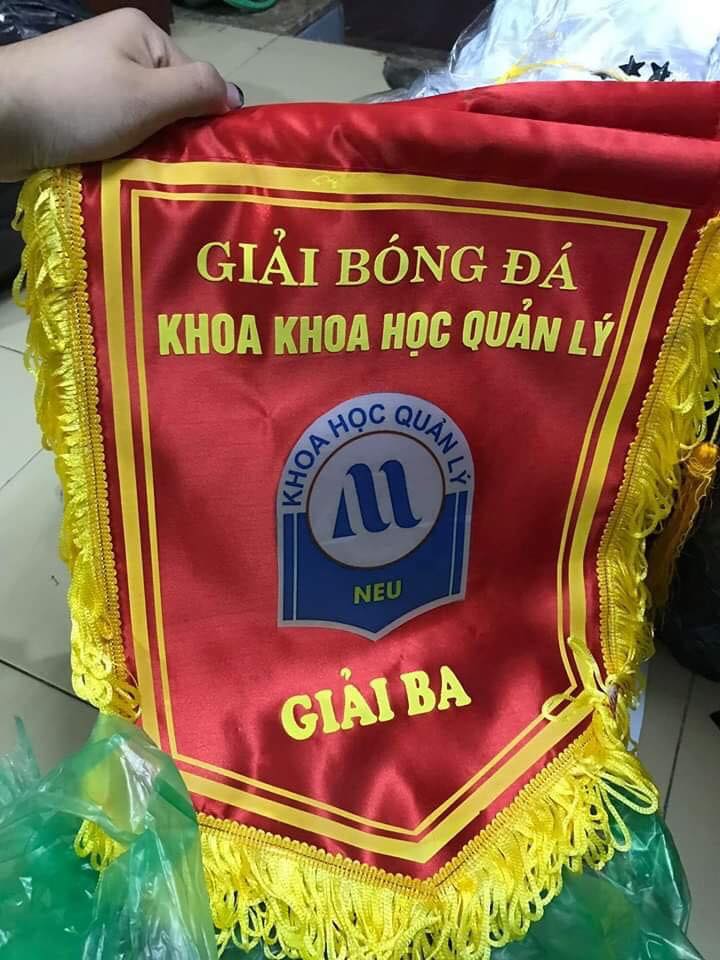 GIẢI BÓNG ĐÁ
KHOA KHOA HỌC QUẢN LÝ
KHOA HỌC QUẢN LÝ
M
NEU
GIẢI BA